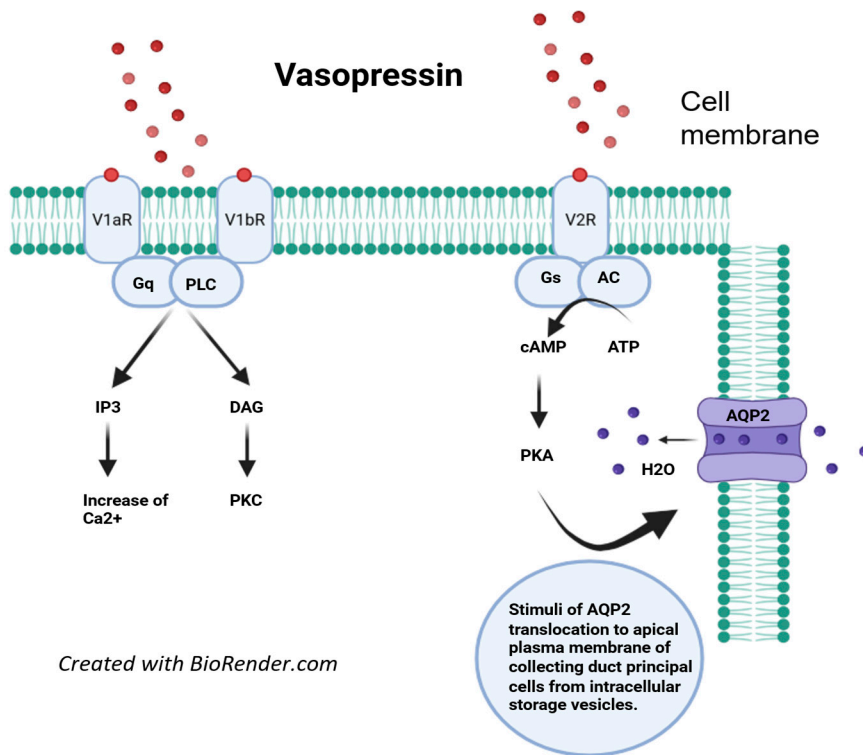 Vasopressin
Cell
membrane
V1aR
V1bR
V2R
Gq
PLC
Gs
AC
cAMP
ATP
IP3
DAG
AQP2
PKA
H2O
Increase of
Ca2+
PKC
Stimuli of AQP2
translocation to apical
plasma membrane of
collecting duct principal
cells from intracellular
storage vesicles.
Created with BioRender.com